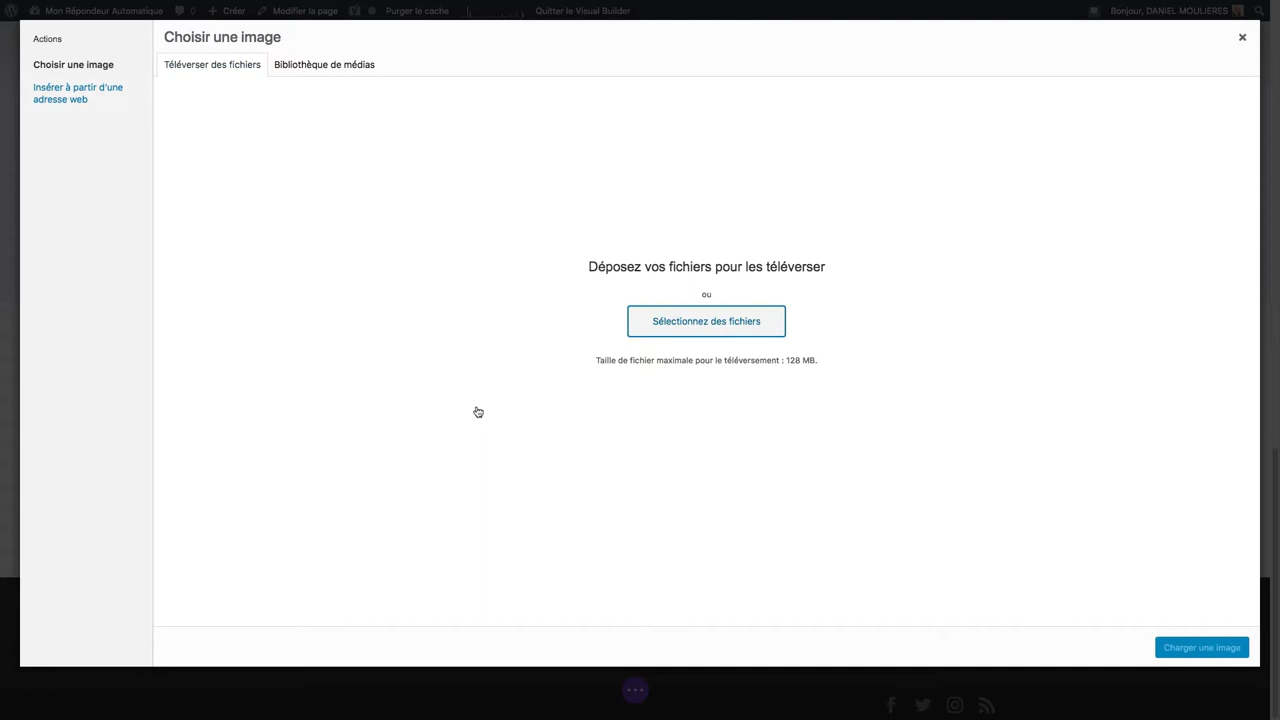 Mon Répondeur Automatique 0 Créer Modifier la page Purger le cache Quitter le Visual Builder Bonjour, DANIEL MOULIERES
Actions
Choisir une image
Insérer à partir d'une
adresse web
Choisir une image
Téléverser des fichiers Bibliothèque de médias
Déposez vos fichiers pour les téléverser
ou
Sélectionnez des fichiers
Taille de fichier maximale pour le téléversement : 128 MB.
Charger une image